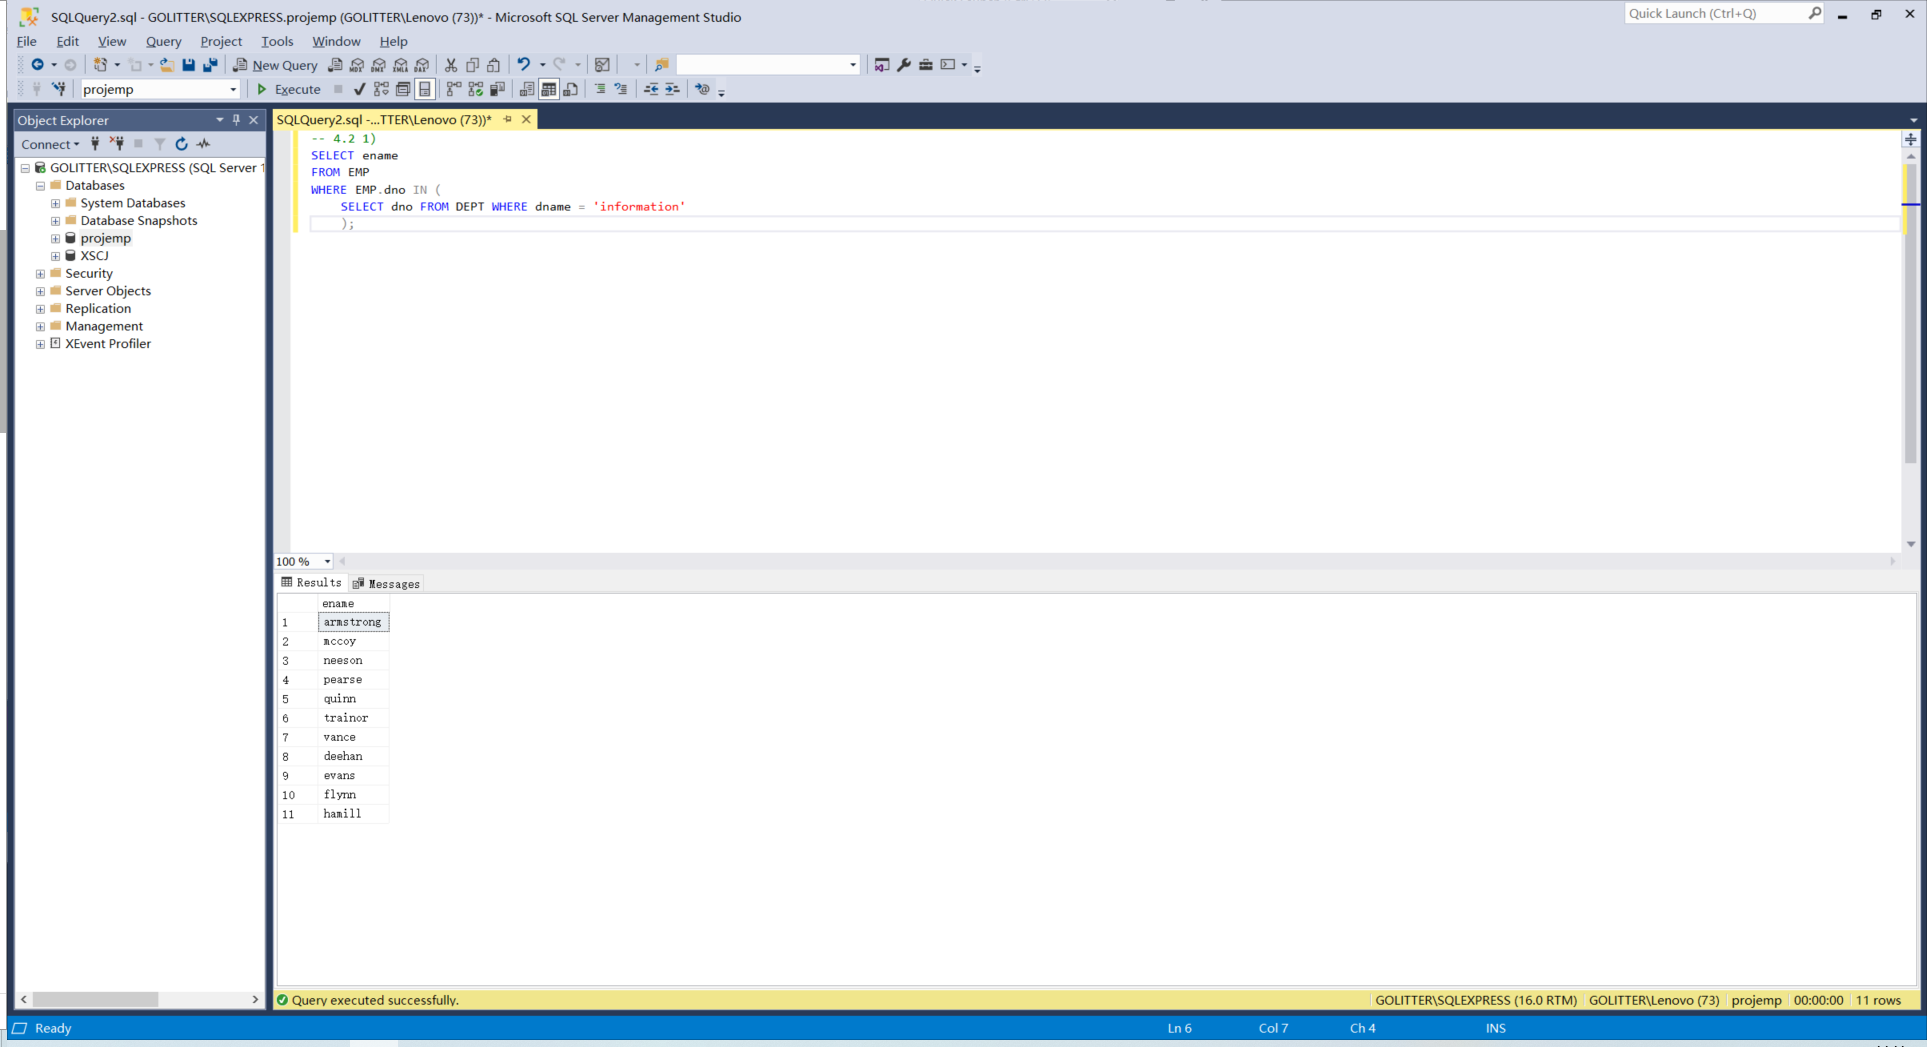 SQLQuery2.sql - GOLITTER\SQLEXPRESS.projemp (GOLITTER\Lenovo (73))* - Microsoft SQL Server Management Studio
Quick Launch (Ctrl+Q)
File Edit View Query Project Tools Window Help
New Query MDX DMX XMLA DAX
projemp Execute
Object Explorer
Connect
GOLITTER\SQLEXPRESS (SQL Server 1
Databases
System Databases
Database Snapshots
projemp
XSCJ
Security
Server Objects
Replication
Management
XEvent Profiler
SQLQuery2.sql -...TTER\Lenovo (73))*
-- 4.2 1)
SELECT ename
FROM EMP
WHERE EMP.dno IN (
SELECT dno FROM DEPT WHERE dname = 'information'
);
100 %
Results Messages
ename
1 armstrong
2 mccoy
3 neeson
4 pearse
5 quinn
6 trainor
7 vance
8 deehan
9 evans
10 flynn
11 hamill
Query executed successfully. GOLITTER\SQLEXPRESS (16.0 RTM) GOLITTER\Lenovo (73) projemp 00:00:00 11 rows
Ready Ln 6 Col 7 Ch 4 INS